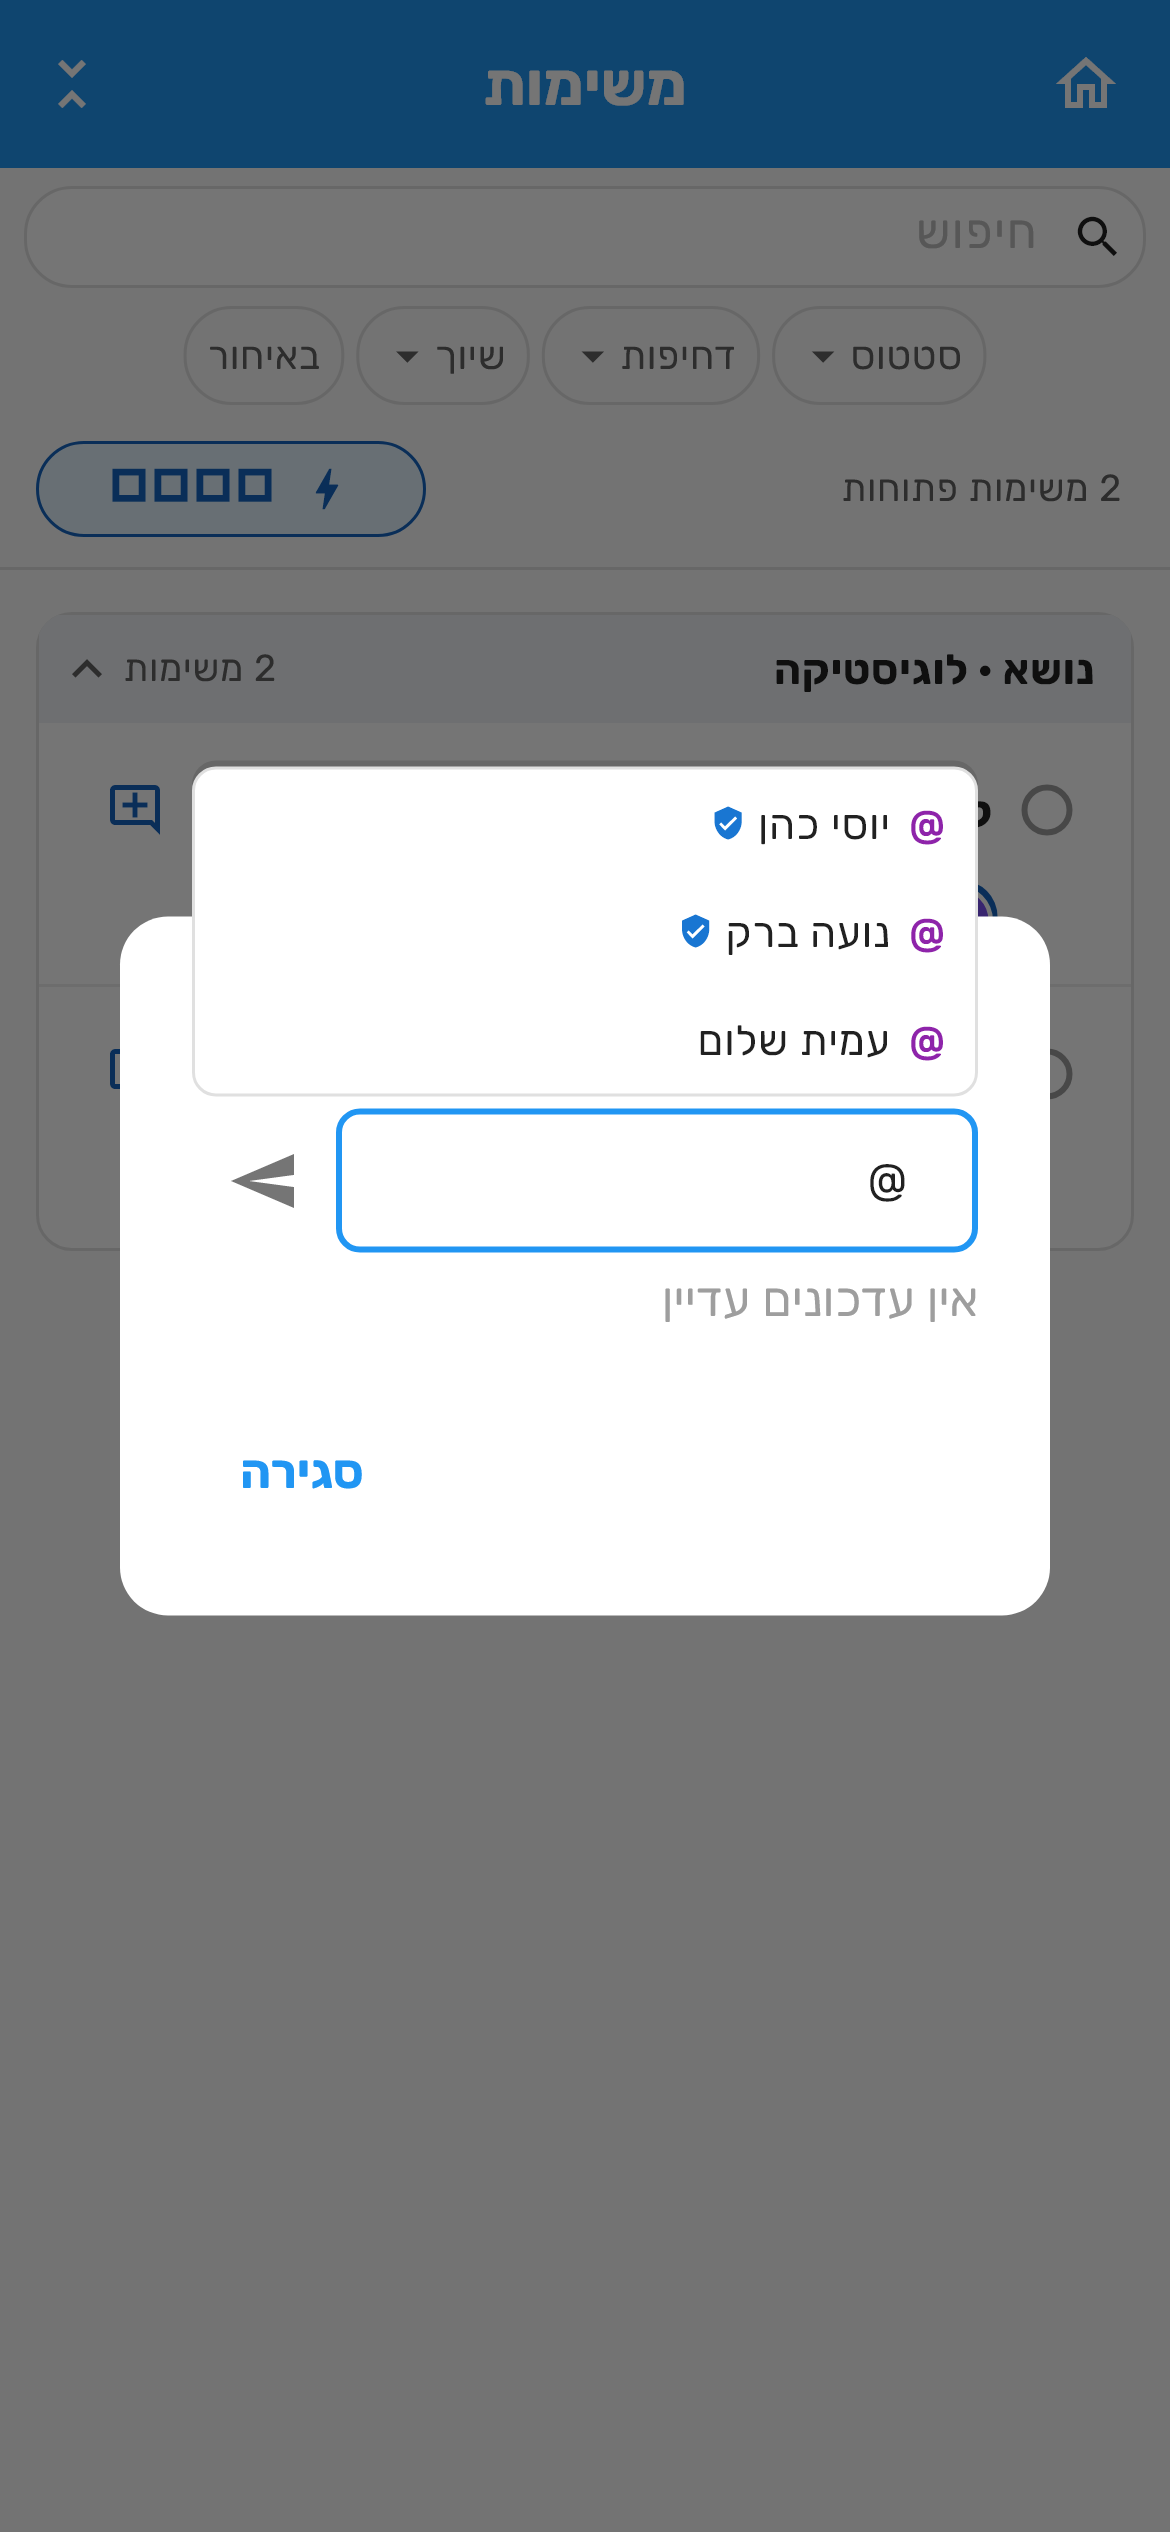 משימות
חיפוש
סטטוס דחיפות שיוך באיחור
2 משימות פתוחות
נושא • לוגיסטיקה 2 משימות
@ יוסי כהן
@ נועה ברק
@ עמית שלום
@
אין עדכונים עדיין
סגירה